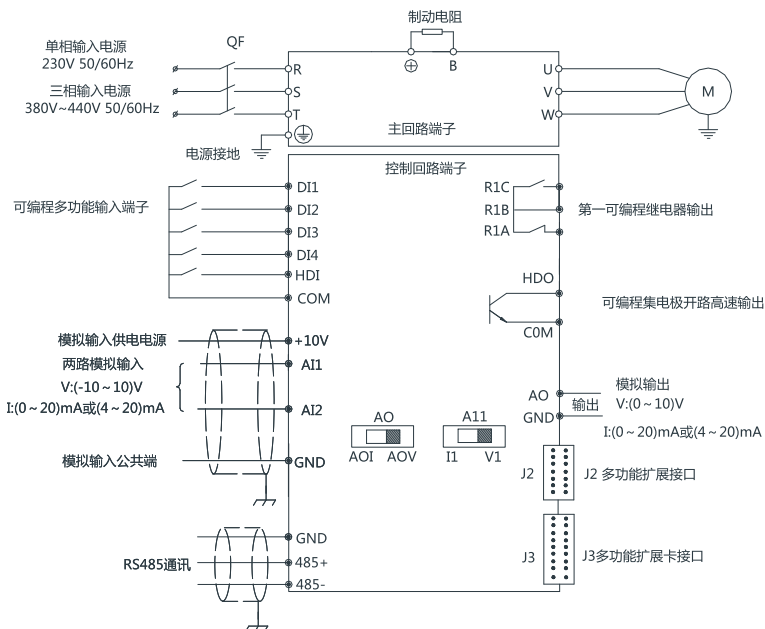 制动电阻
单相输入电源
230V 50/60Hz
QF
⊕ B
三相输入电源
380V~440V 50/60Hz
R
S
T
U
V
W
M
主回路端子
电源接地
控制回路端子
可编程多功能输入端子
DI1
DI2
DI3
DI4
HDI
COM
R1C
R1B
R1A
第一可编程继电器输出
HDO
C0M
可编程集电极开路高速输出
模拟输入供电电源
+10V
两路模拟输入
AI1
V:(-10~10)V
I:(0~20)mA或(4~20)mA
AI2
模拟输入公共端
GND
AO
AOI AOV
A11
I1 V1
AO
GND
输出
模拟输出
V:(0~10)V
I:(0~20)mA或(4~20)mA
J2
J2 多功能扩展接口
J3
J3多功能扩展卡接口
RS485通讯
GND
485+
485-